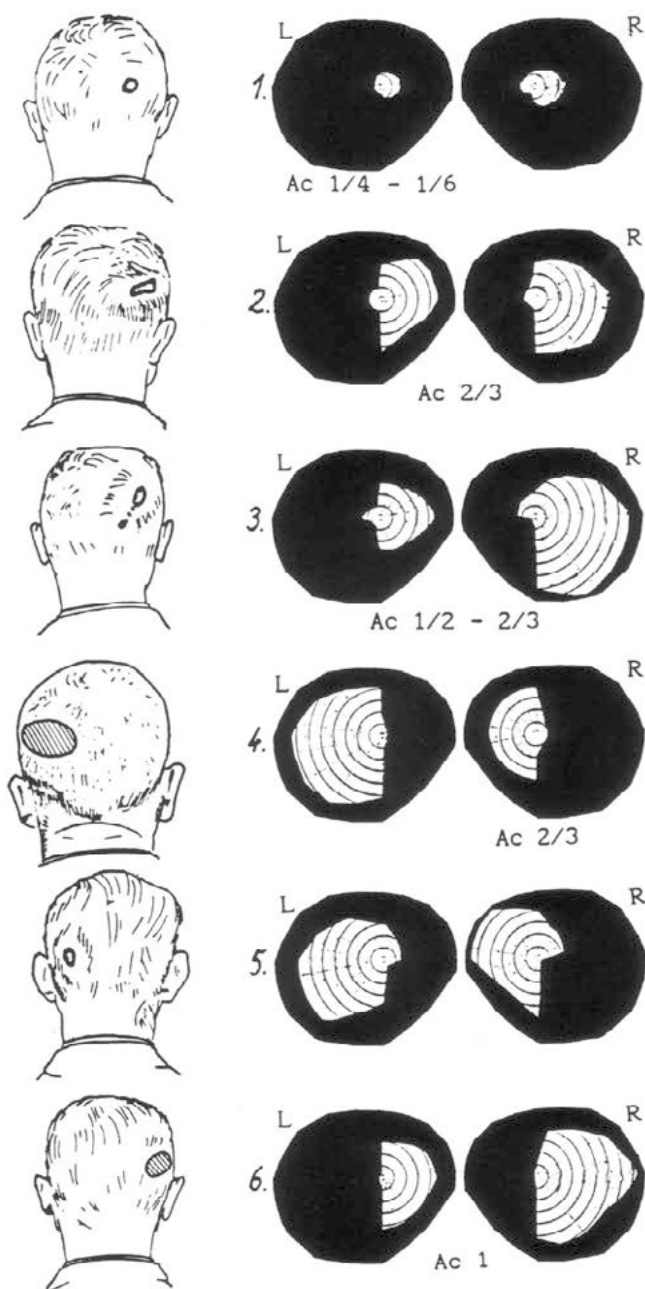 L R
1.
Ac 1/4 - 1/6
L R
2.
Ac 2/3
L R
3.
Ac 1/2 - 2/3
L R
4.
Ac 2/3
L R
5.
L R
6.
Ac 1